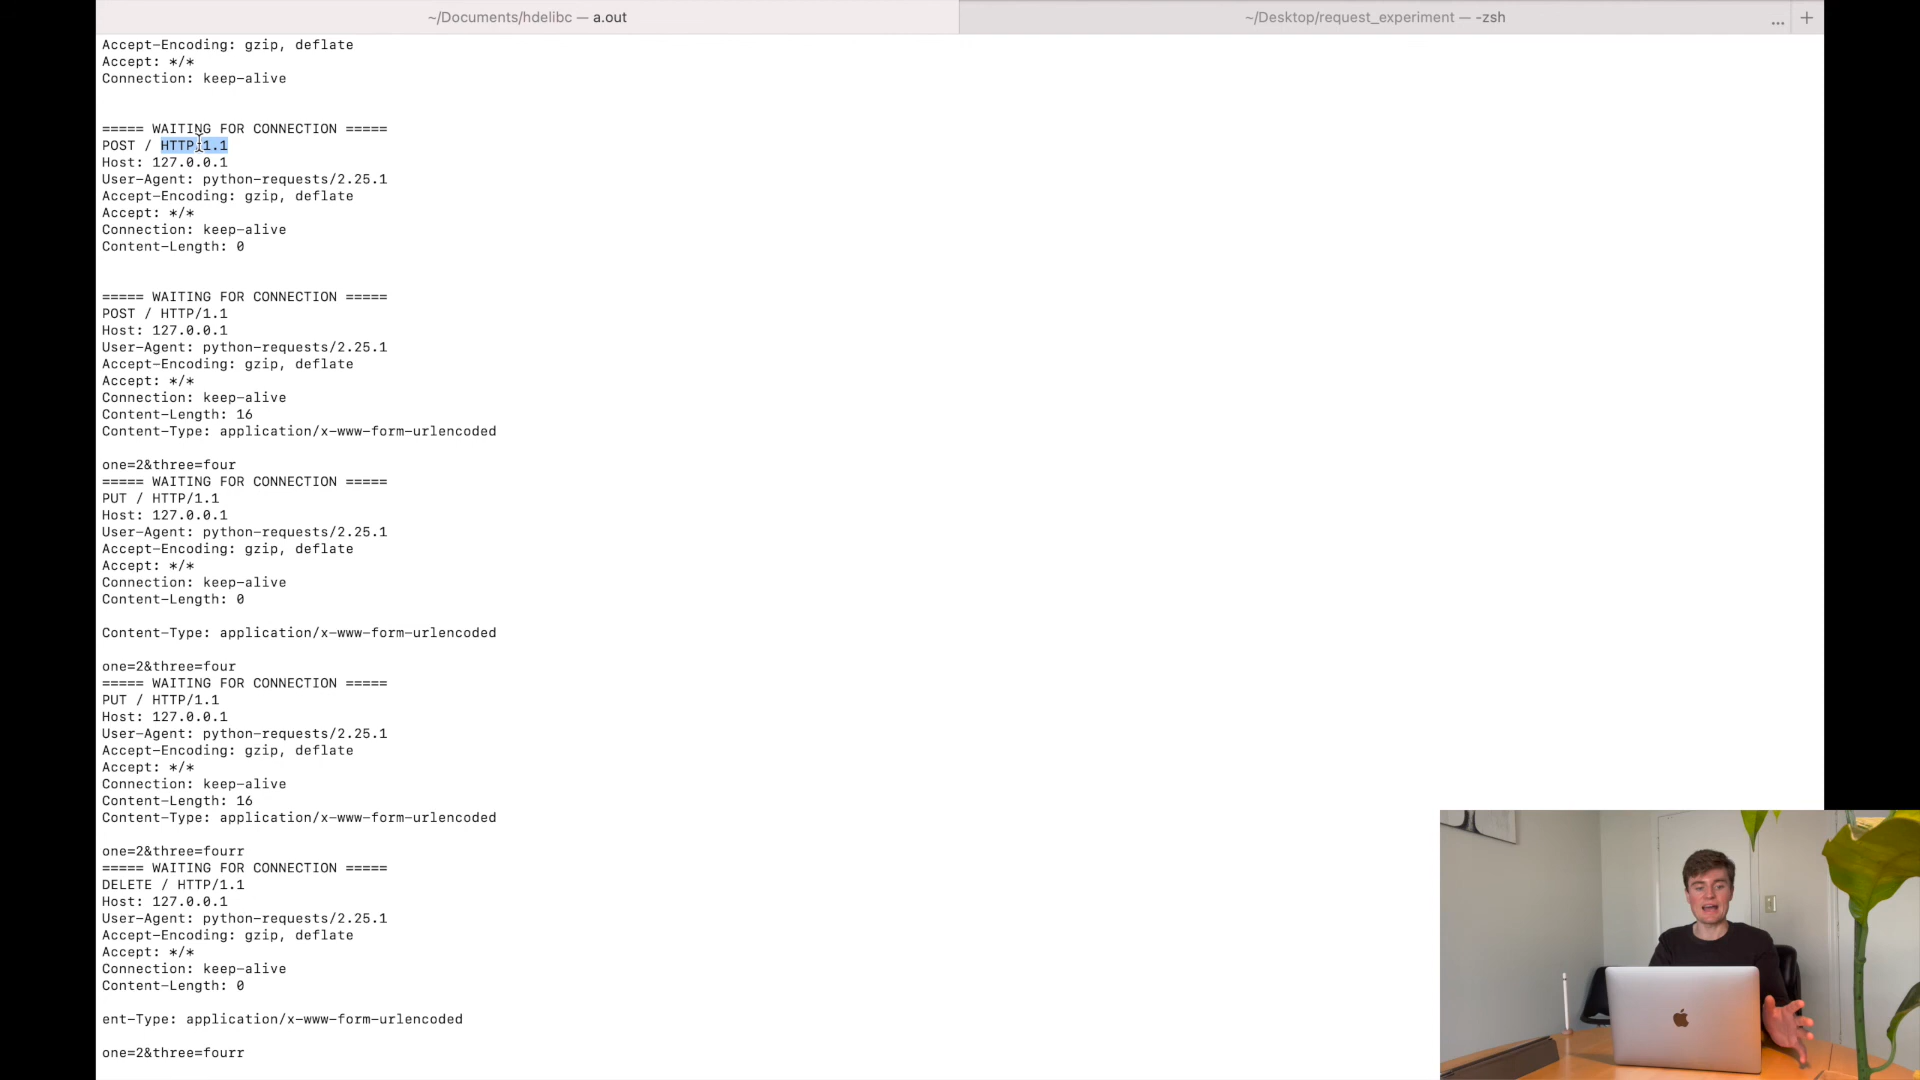 ~/Documents/hdelibc — a.out
~/Desktop/request_experiment — -zsh
... +
Accept-Encoding: gzip, deflate
Accept: */*
Connection: keep-alive
===== WAITING FOR CONNECTION =====
POST / HTTP/1.1
Host: 127.0.0.1
User-Agent: python-requests/2.25.1
Accept-Encoding: gzip, deflate
Accept: */*
Connection: keep-alive
Content-Length: 0
===== WAITING FOR CONNECTION =====
POST / HTTP/1.1
Host: 127.0.0.1
User-Agent: python-requests/2.25.1
Accept-Encoding: gzip, deflate
Accept: */*
Connection: keep-alive
Content-Length: 16
Content-Type: application/x-www-form-urlencoded
one=2&three=four
===== WAITING FOR CONNECTION =====
PUT / HTTP/1.1
Host: 127.0.0.1
User-Agent: python-requests/2.25.1
Accept-Encoding: gzip, deflate
Accept: */*
Connection: keep-alive
Content-Length: 0
Content-Type: application/x-www-form-urlencoded
one=2&three=four
===== WAITING FOR CONNECTION =====
PUT / HTTP/1.1
Host: 127.0.0.1
User-Agent: python-requests/2.25.1
Accept-Encoding: gzip, deflate
Accept: */*
Connection: keep-alive
Content-Length: 16
Content-Type: application/x-www-form-urlencoded
one=2&three=fourr
===== WAITING FOR CONNECTION =====
DELETE / HTTP/1.1
Host: 127.0.0.1
User-Agent: python-requests/2.25.1
Accept-Encoding: gzip, deflate
Accept: */*
Connection: keep-alive
Content-Length: 0
ent-Type: application/x-www-form-urlencoded
one=2&three=fourr